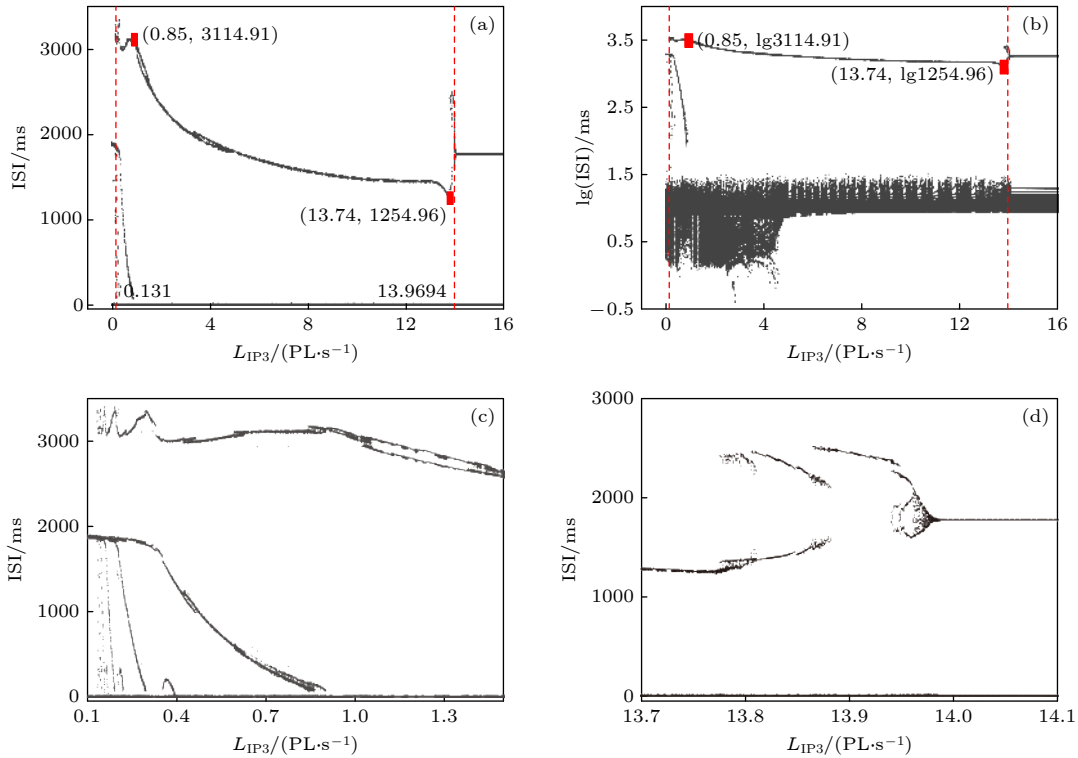 (a)
3000
2000
1000
0
ISI/ms
(0.85, 3114.91)
(13.74, 1254.96)
0.131
13.9694
0 4 8 12 16
L_IP3/(PL·s⁻¹)
(b)
3.5
2.5
1.5
0.5
−0.5
lg(ISI)/ms
(0.85, lg3114.91)
(13.74, lg1254.96)
0 4 8 12 16
L_IP3/(PL·s⁻¹)
(c)
3000
2000
1000
0
ISI/ms
0.1 0.4 0.7 1.0 1.3
L_IP3/(PL·s⁻¹)
(d)
3000
2000
1000
0
ISI/ms
13.7 13.8 13.9 14.0 14.1
L_IP3/(PL·s⁻¹)